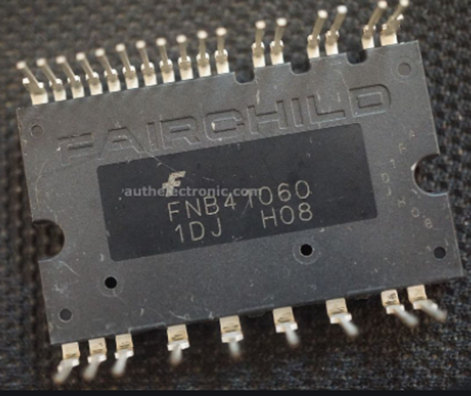 FAIRCHILD
authelectronic.com
FNB41060
1DJ H08